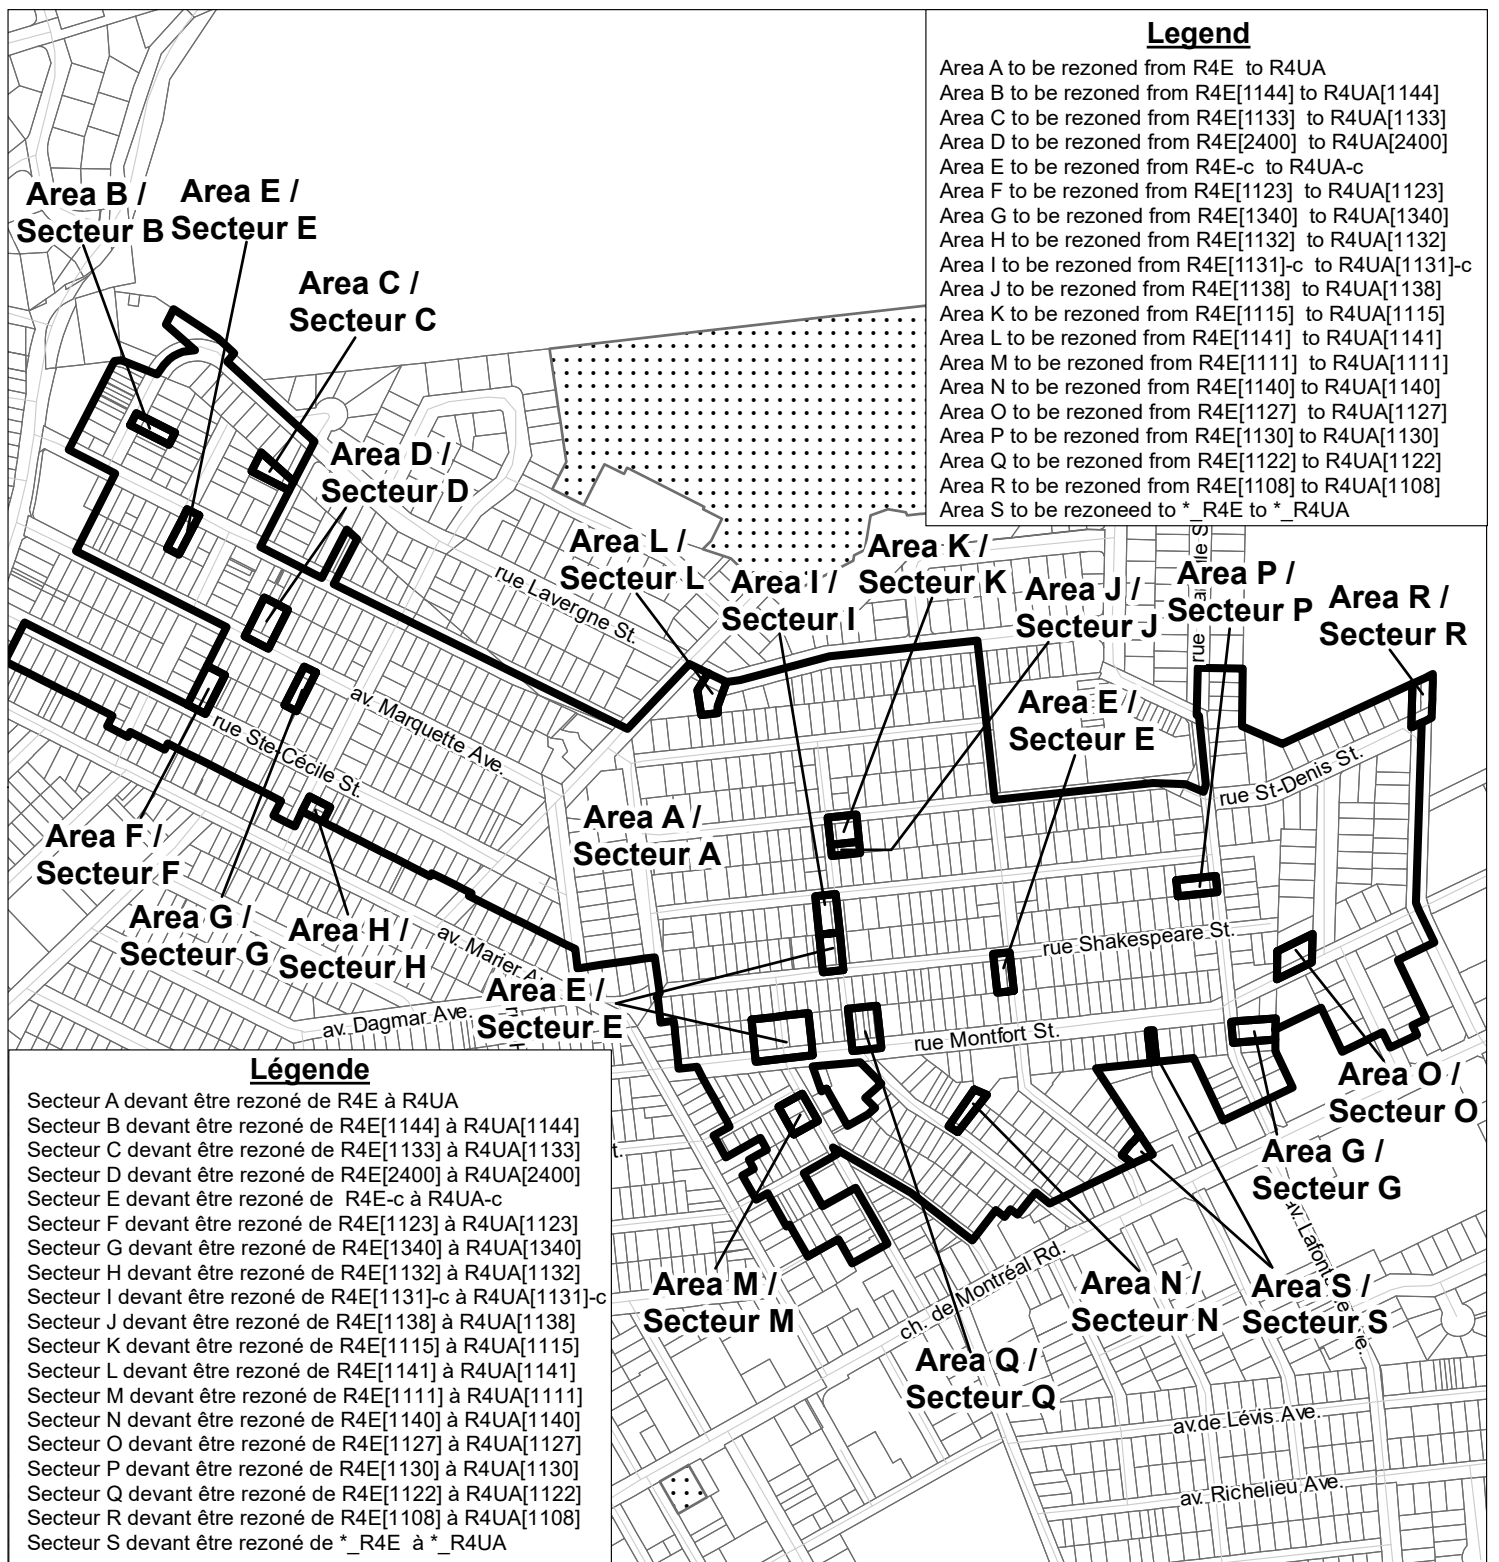 Legend
Area A to be rezoned from R4E to R4UA
Area B to be rezoned from R4E[1144] to R4UA[1144]
Area C to be rezoned from R4E[1133] to R4UA[1133]
Area D to be rezoned from R4E[2400] to R4UA[2400]
Area E to be rezoned from R4E-c to R4UA-c
Area F to be rezoned from R4E[1123] to R4UA[1123]
Area G to be rezoned from R4E[1340] to R4UA[1340]
Area H to be rezoned from R4E[1132] to R4UA[1132]
Area I to be rezoned from R4E[1131]-c to R4UA[1131]-c
Area J to be rezoned from R4E[1138] to R4UA[1138]
Area K to be rezoned from R4E[1115] to R4UA[1115]
Area L to be rezoned from R4E[1141] to R4UA[1141]
Area M to be rezoned from R4E[1111] to R4UA[1111]
Area N to be rezoned from R4E[1140] to R4UA[1140]
Area O to be rezoned from R4E[1127] to R4UA[1127]
Area P to be rezoned from R4E[1130] to R4UA[1130]
Area Q to be rezoned from R4E[1122] to R4UA[1122]
Area R to be rezoned from R4E[1108] to R4UA[1108]
Area S to be rezoneed to *_R4E to *_R4UA
Area B /
Secteur B
Area E /
Secteur E
Area C /
Secteur C
Area D /
Secteur D
Area L /
Secteur L
Area I /
Secteur I
Area K /
Secteur K
Area J /
Secteur J
Area P /
Secteur P
Area R /
Secteur R
rue Lavergne St.
Area E /
Secteur E
av. Marquette Ave.
rue Ste-Cécile St.
rue St-Denis St.
Area A /
Secteur A
Area F /
Secteur F
Area G /
Secteur G
Area H /
Secteur H
av. Marier
rue Shakespeare St.
Area E /
Secteur E
av. Dagmar Ave.
rue Montfort St.
Area O /
Secteur O
Area G /
Secteur G
Area M /
Secteur M
ch. de Montréal Rd.
Area N /
Secteur N
Area S /
Secteur S
Area Q /
Secteur Q
av.de Lévis Ave.
av. Richelieu Ave.
Légende
Secteur A devant être rezoné de R4E à R4UA
Secteur B devant être rezoné de R4E[1144] à R4UA[1144]
Secteur C devant être rezoné de R4E[1133] à R4UA[1133]
Secteur D devant être rezoné de R4E[2400] à R4UA[2400]
Secteur E devant être rezoné de R4E-c à R4UA-c
Secteur F devant être rezoné de R4E[1123] à R4UA[1123]
Secteur G devant être rezoné de R4E[1340] à R4UA[1340]
Secteur H devant être rezoné de R4E[1132] à R4UA[1132]
Secteur I devant être rezoné de R4E[1131]-c à R4UA[1131]-c
Secteur J devant être rezoné de R4E[1138] à R4UA[1138]
Secteur K devant être rezoné de R4E[1115] à R4UA[1115]
Secteur L devant être rezoné de R4E[1141] à R4UA[1141]
Secteur M devant être rezoné de R4E[1111] à R4UA[1111]
Secteur N devant être rezoné de R4E[1140] à R4UA[1140]
Secteur O devant être rezoné de R4E[1127] à R4UA[1127]
Secteur P devant être rezoné de R4E[1130] à R4UA[1130]
Secteur Q devant être rezoné de R4E[1122] à R4UA[1122]
Secteur R devant être rezoné de R4E[1108] à R4UA[1108]
Secteur S devant être rezoné de *_R4E à *_R4UA